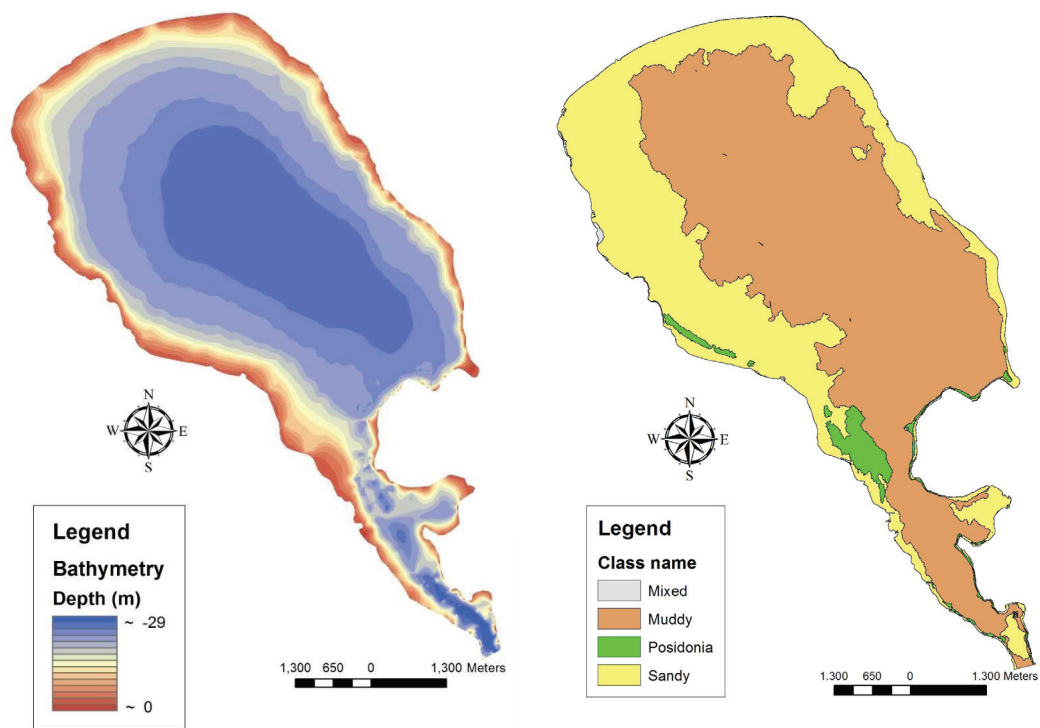 N
W E
S
Legend
Bathymetry
Depth (m)
~ -29
~ 0
1,300 650 0 1,300 Meters
N
W E
S
Legend
Class name
Mixed
Muddy
Posidonia
Sandy
1,300 650 0 1.300 Meters